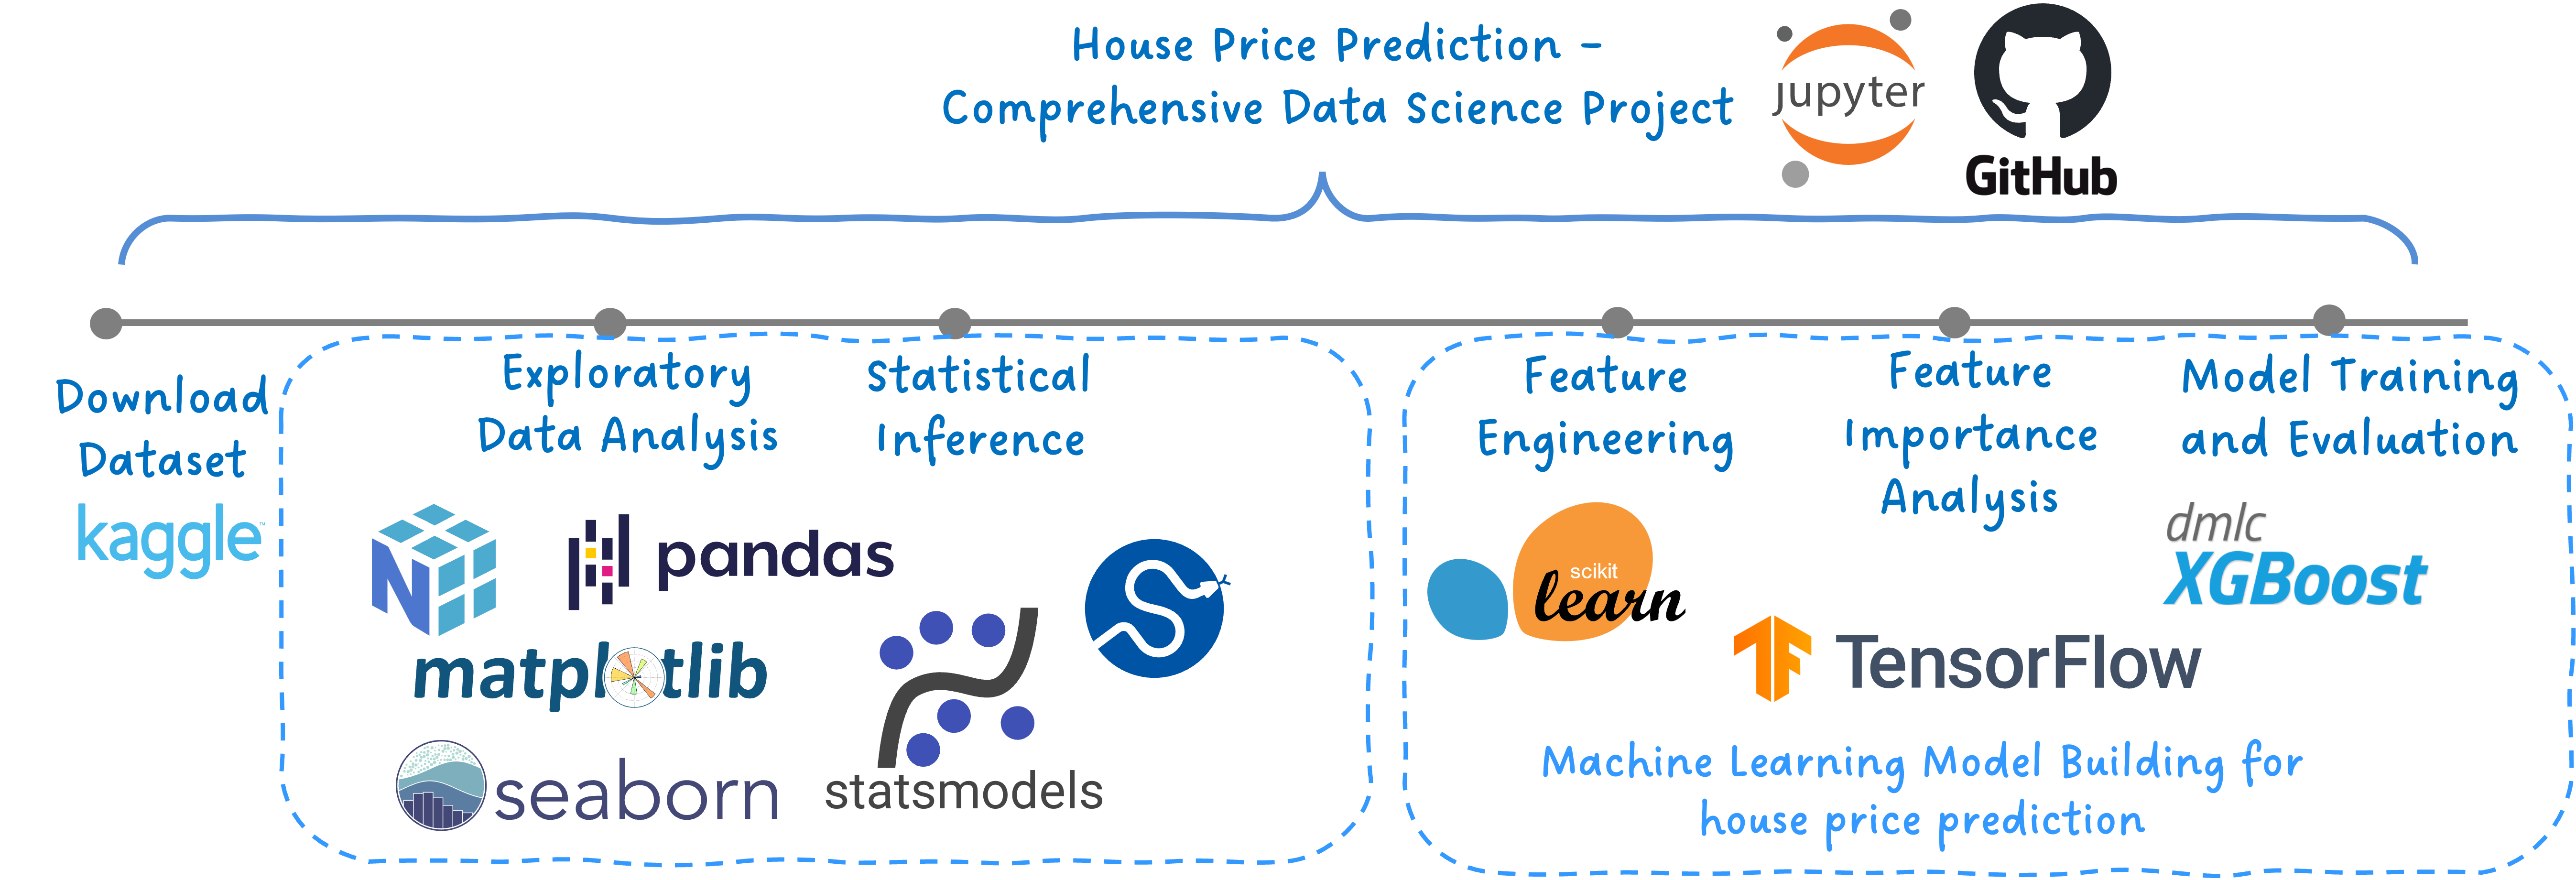 House Price Prediction -
Comprehensive Data Science Project
jupyter
GitHub
Download
Dataset
kaggle™
Exploratory
Data Analysis
Statistical
Inference
N
pandas
matplotlib
seaborn
statsmodels
Feature
Engineering
Feature
Importance
Analysis
Model Training
and Evaluation
scikit
learn
dmlc
XGBoost
TensorFlow
Machine Learning Model Building for
house price prediction